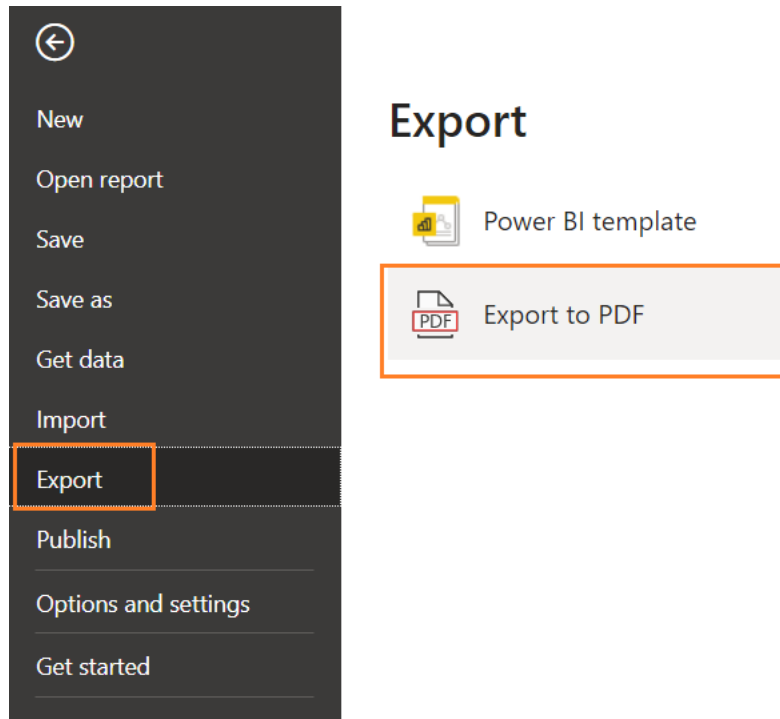 New
Open report
Save
Save as
Get data
Import
Export
Publish
Options and settings
Get started
Export
Power BI template
PDF
Export to PDF